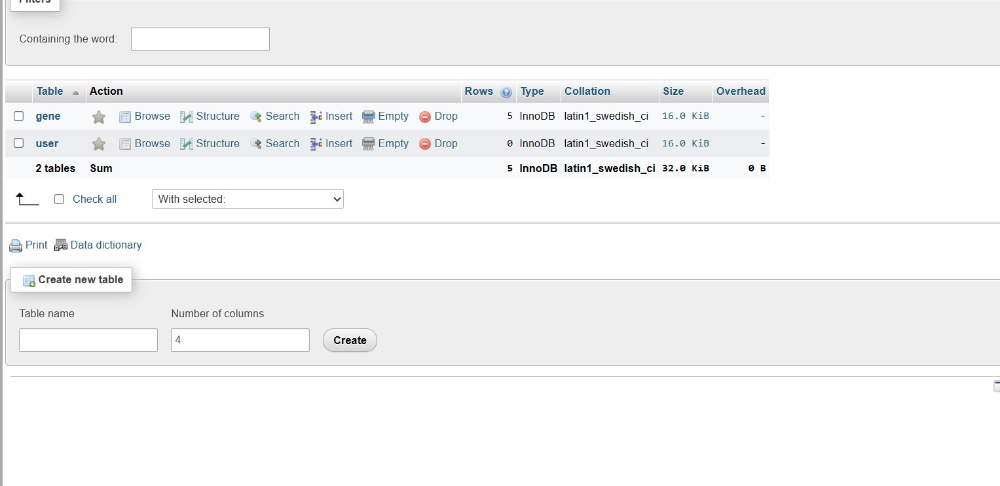 Filters
Containing the word:
Table Action Rows Type Collation Size Overhead
gene Browse Structure Search Insert Empty Drop 5 InnoDB latin1_swedish_ci 16.0 KiB -
user Browse Structure Search Insert Empty Drop 0 InnoDB latin1_swedish_ci 16.0 KiB -
2 tables Sum 5 InnoDB latin1_swedish_ci 32.0 KiB 0 B
Check all With selected:
Print Data dictionary
Create new table
Table name Number of columns
4 Create